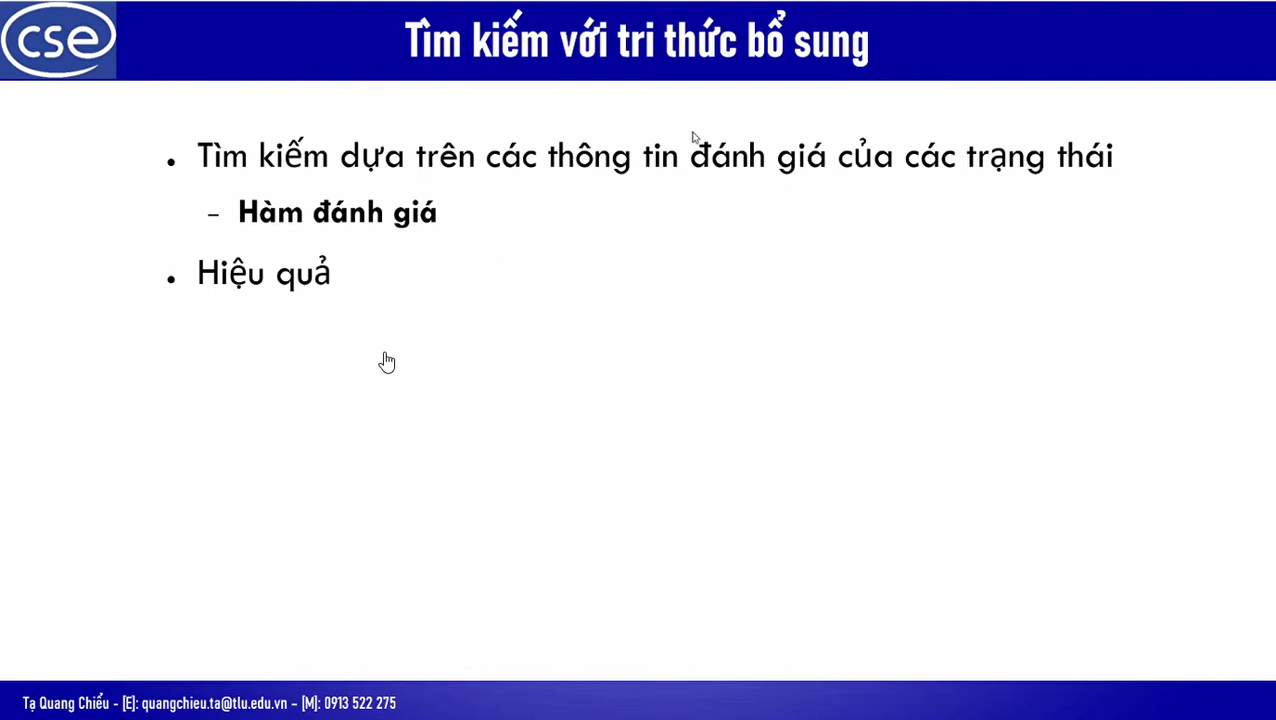 cse
Tìm kiếm với tri thức bổ sung
• Tìm kiếm dựa trên các thông tin đánh giá của các trạng thái
– Hàm đánh giá
• Hiệu quả
Tạ Quang Chiểu - [E]: quangchieu.ta@tlu.edu.vn – [M]: 0913 522 275